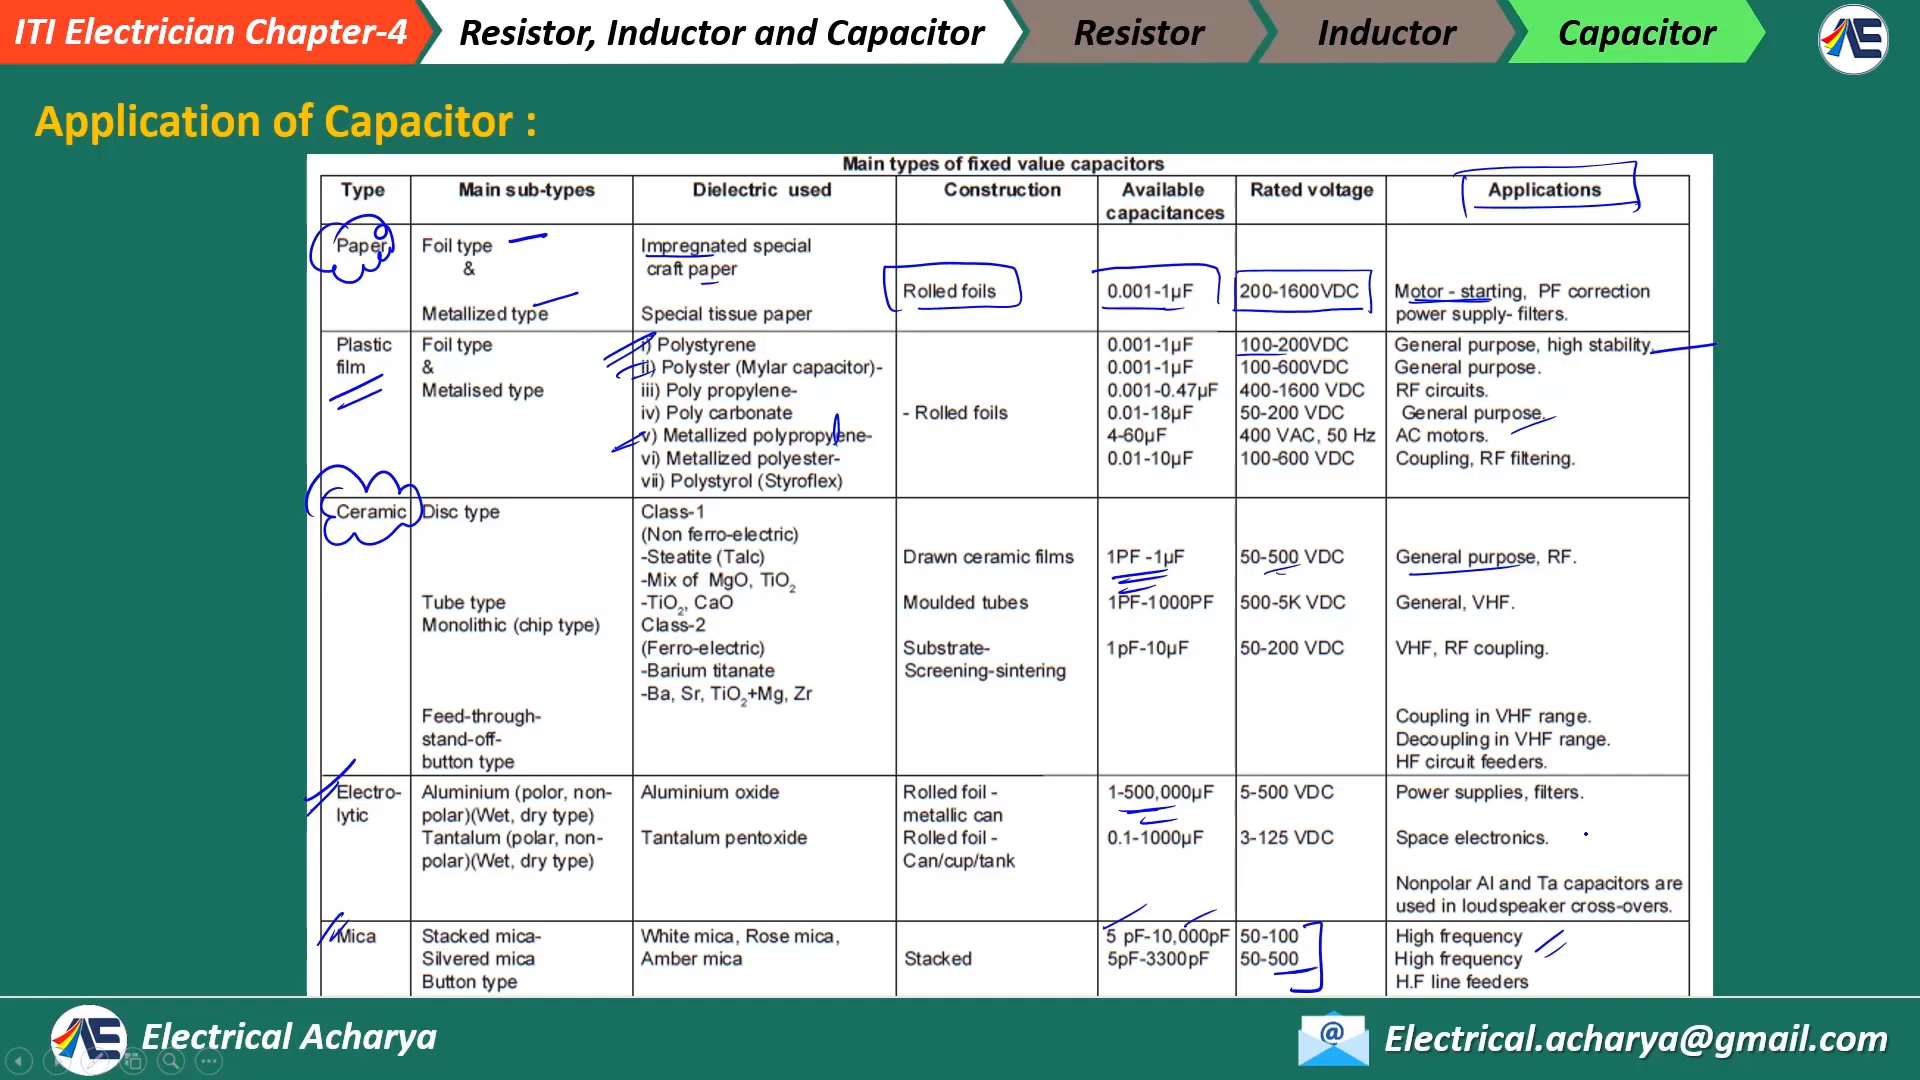 ITI Electrician Chapter-4
Resistor, Inductor and Capacitor
Resistor
Inductor
Capacitor
Application of Capacitor :
Main types of fixed value capacitors
Type Main sub-types Dielectric used Construction Available Rated voltage Applications
capacitances
Paper Foil type Impregnated special
& craft paper
Rolled foils 0.001-1µF 200-1600VDC Motor - starting, PF correction
Metallized type Special tissue paper power supply- filters.
Plastic Foil type i) Polystyrene 0.001-1µF 100-200VDC General purpose, high stability.
film & ii) Polyster (Mylar capacitor)- 0.001-1µF 100-600VDC General purpose.
Metalised type iii) Poly propylene- 0.001-0.47µF 400-1600 VDC RF circuits.
iv) Poly carbonate - Rolled foils 0.01-18µF 50-200 VDC General purpose.
v) Metallized polypropylene- 4-60µF 400 VAC, 50 Hz AC motors.
vi) Metallized polyester- 0.01-10µF 100-600 VDC Coupling, RF filtering.
vii) Polystyrol (Styroflex)
Ceramic Disc type Class-1
(Non ferro-electric)
-Steatite (Talc) Drawn ceramic films 1PF -1µF 50-500 VDC General purpose, RF.
-Mix of MgO, TiO2
Tube type -TiO2, CaO Moulded tubes 1PF-1000PF 500-5K VDC General, VHF.
Monolithic (chip type) Class-2
(Ferro-electric) Substrate- 1pF-10µF 50-200 VDC VHF, RF coupling.
-Barium titanate Screening-sintering
-Ba, Sr, TiO2+Mg, Zr
Feed-through- Coupling in VHF range.
stand-off- Decoupling in VHF range.
button type HF circuit feeders.
Electro- Aluminium (polor, non- Aluminium oxide Rolled foil - 1-500,000µF 5-500 VDC Power supplies, filters.
lytic polar)(Wet, dry type) metallic can
Tantalum (polar, non- Tantalum pentoxide Rolled foil - 0.1-1000µF 3-125 VDC Space electronics.
polar)(Wet, dry type) Can/cup/tank
Nonpolar Al and Ta capacitors are
used in loudspeaker cross-overs.
Mica Stacked mica- White mica, Rose mica, 5 pF-10,000pF 50-100 High frequency
Silvered mica Amber mica Stacked 5pF-3300pF 50-500 High frequency
Button type H.F line feeders
Electrical Acharya
Electrical.acharya@gmail.com